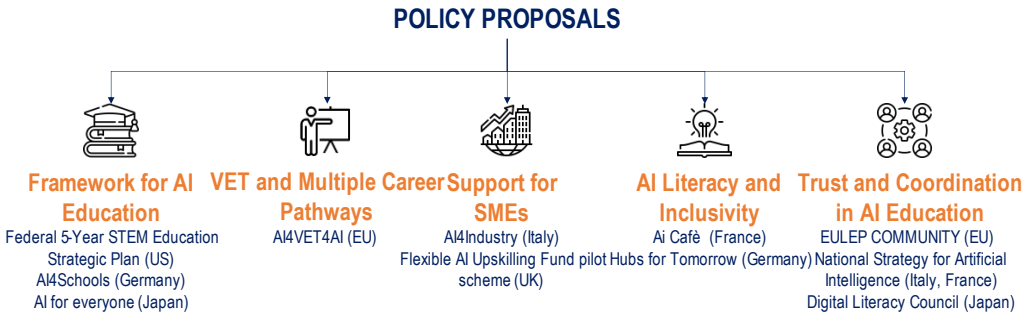 POLICY PROPOSALS
Framework for AI
Education
Federal 5-Year STEM Education
Strategic Plan (US)
AI4Schools (Germany)
AI for everyone (Japan)
VET and Multiple Career
Pathways
AI4VET4AI (EU)
Support for
SMEs
AI4Industry (Italy)
Flexible AI Upskilling Fund pilot
scheme (UK)
AI Literacy and
Inclusivity
Ai Cafè (France)
Hubs for Tomorrow (Germany)
Trust and Coordination
in AI Education
EULEP COMMUNITY (EU)
National Strategy for Artificial
Intelligence (Italy, France)
Digital Literacy Council (Japan)